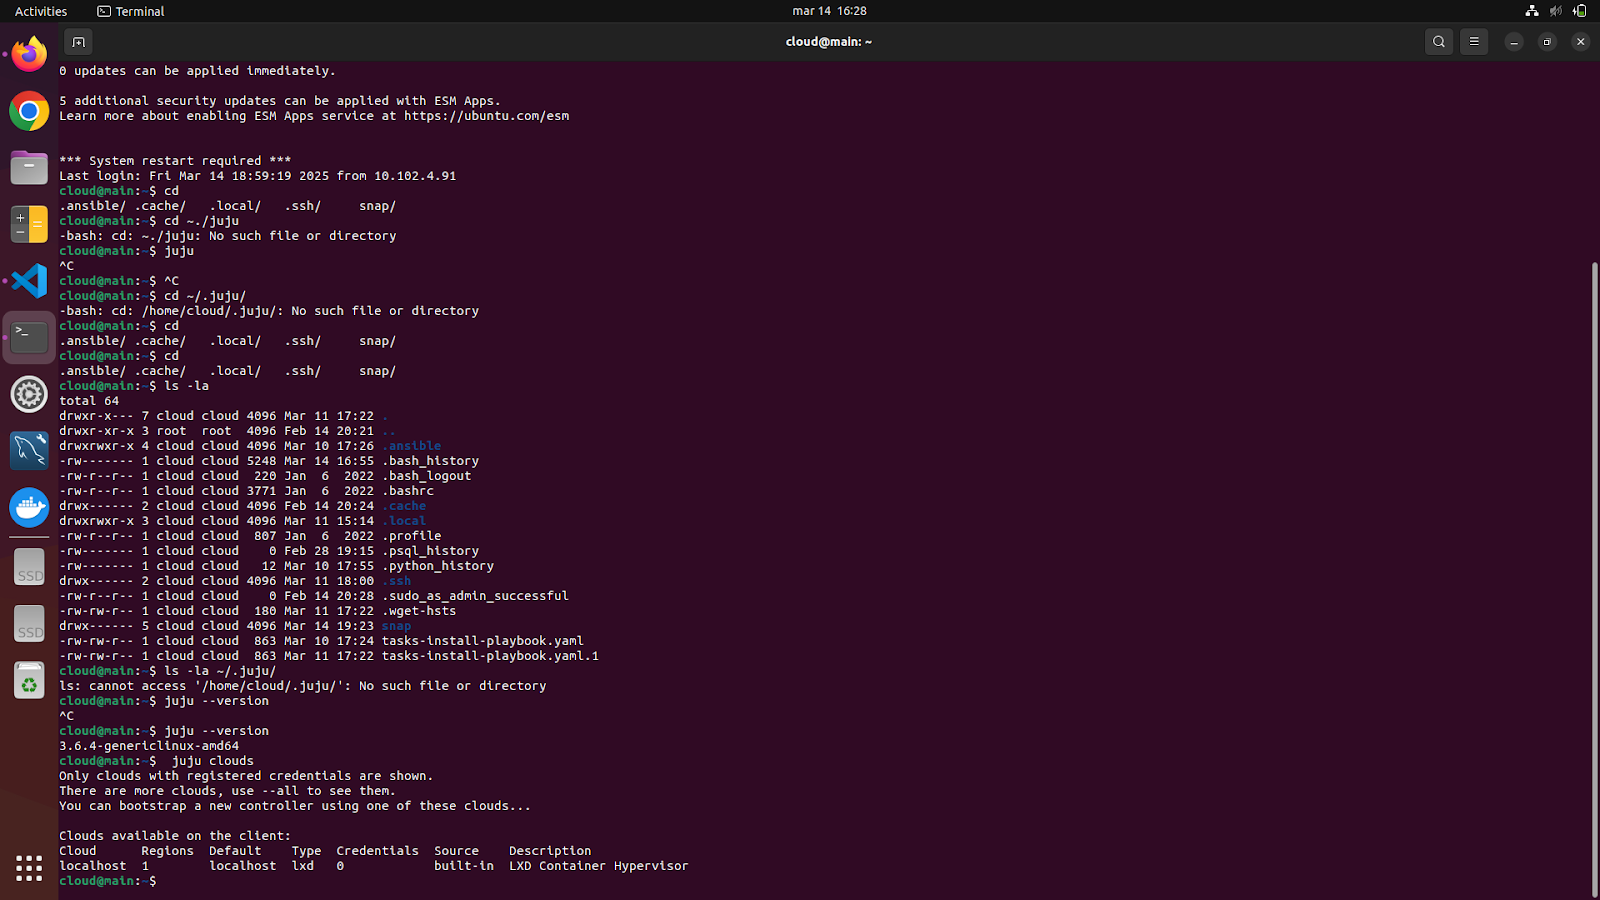 Activities
Terminal
mar 14 16:28
cloud@main: ~
0 updates can be applied immediately.
5 additional security updates can be applied with ESM Apps.
Learn more about enabling ESM Apps service at https://ubuntu.com/esm
*** System restart required ***
Last login: Fri Mar 14 18:59:19 2025 from 10.102.4.91
cloud@main:~$ cd
.ansible/ .cache/   .local/   .ssh/     snap/
cloud@main:~$ cd ~./juju
-bash: cd: ~./juju: No such file or directory
cloud@main:~$ juju
^C
cloud@main:~$ ^C
cloud@main:~$ cd ~/.juju/
-bash: cd: /home/cloud/.juju/: No such file or directory
cloud@main:~$ cd
.ansible/ .cache/   .local/   .ssh/     snap/
cloud@main:~$ cd
.ansible/ .cache/   .local/   .ssh/     snap/
cloud@main:~$ ls -la
total 64
drwxr-x--- 7 cloud cloud 4096 Mar 11 17:22 .
drwxr-xr-x 3 root  root  4096 Feb 14 20:21 ..
drwxrwxr-x 4 cloud cloud 4096 Mar 10 17:26 .ansible
-rw------- 1 cloud cloud 5248 Mar 14 16:55 .bash_history
-rw-r--r-- 1 cloud cloud  220 Jan  6  2022 .bash_logout
-rw-r--r-- 1 cloud cloud 3771 Jan  6  2022 .bashrc
drwx------ 2 cloud cloud 4096 Feb 14 20:24 .cache
drwxrwxr-x 3 cloud cloud 4096 Mar 11 15:14 .local
-rw-r--r-- 1 cloud cloud  807 Jan  6  2022 .profile
-rw------- 1 cloud cloud    0 Feb 28 19:15 .psql_history
-rw------- 1 cloud cloud   12 Mar 10 17:55 .python_history
drwx------ 2 cloud cloud 4096 Mar 11 18:00 .ssh
-rw-r--r-- 1 cloud cloud    0 Feb 14 20:28 .sudo_as_admin_successful
-rw-rw-r-- 1 cloud cloud  180 Mar 11 17:22 .wget-hsts
drwx------ 5 cloud cloud 4096 Mar 14 19:23 snap
-rw-rw-r-- 1 cloud cloud  863 Mar 10 17:24 tasks-install-playbook.yaml
-rw-rw-r-- 1 cloud cloud  863 Mar 11 17:22 tasks-install-playbook.yaml.1
cloud@main:~$ ls -la ~/.juju/
ls: cannot access '/home/cloud/.juju/': No such file or directory
cloud@main:~$ juju --version
^C
cloud@main:~$ juju --version
3.6.4-genericlinux-amd64
cloud@main:~$  juju clouds
Only clouds with registered credentials are shown.
There are more clouds, use --all to see them.
You can bootstrap a new controller using one of these clouds...
Clouds available on the client:
Cloud      Regions  Default    Type  Credentials  Source    Description
localhost  1        localhost  lxd   0            built-in  LXD Container Hypervisor
cloud@main:~$
SSD
SSD